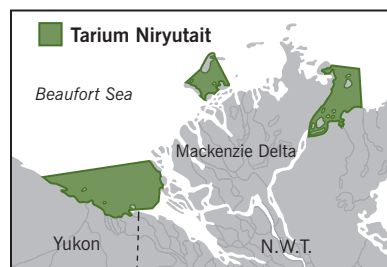 Tarium Niryutait
Beaufort Sea
Mackenzie Delta
Yukon
N.W.T.